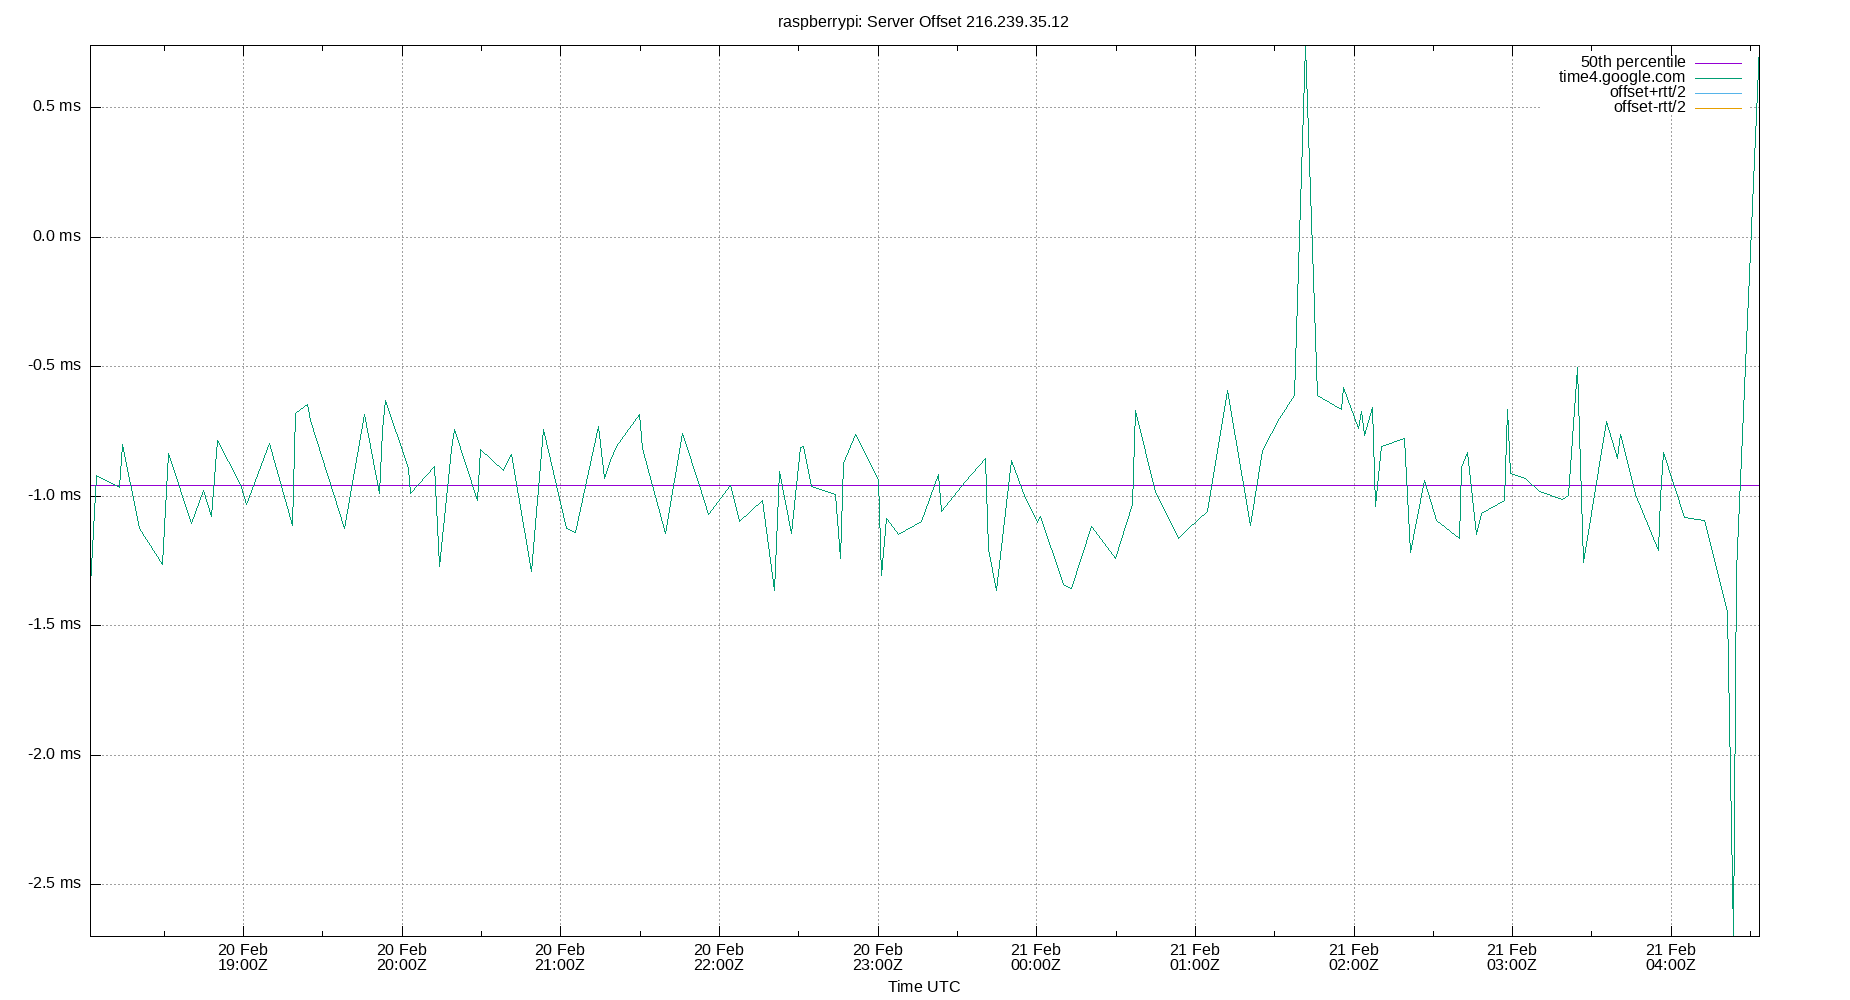 raspberrypi: Server Offset 216.239.35.12
50th percentile
time4.google.com
offset+rtt/2
offset-rtt/2
0.5 ms
0.0 ms
-0.5 ms
-1.0 ms
-1.5 ms
-2.0 ms
-2.5 ms
20 Feb 20 Feb 20 Feb 20 Feb 20 Feb 21 Feb 21 Feb 21 Feb 21 Feb 21 Feb
19:00Z 20:00Z 21:00Z 22:00Z 23:00Z 00:00Z 01:00Z 02:00Z 03:00Z 04:00Z
Time UTC